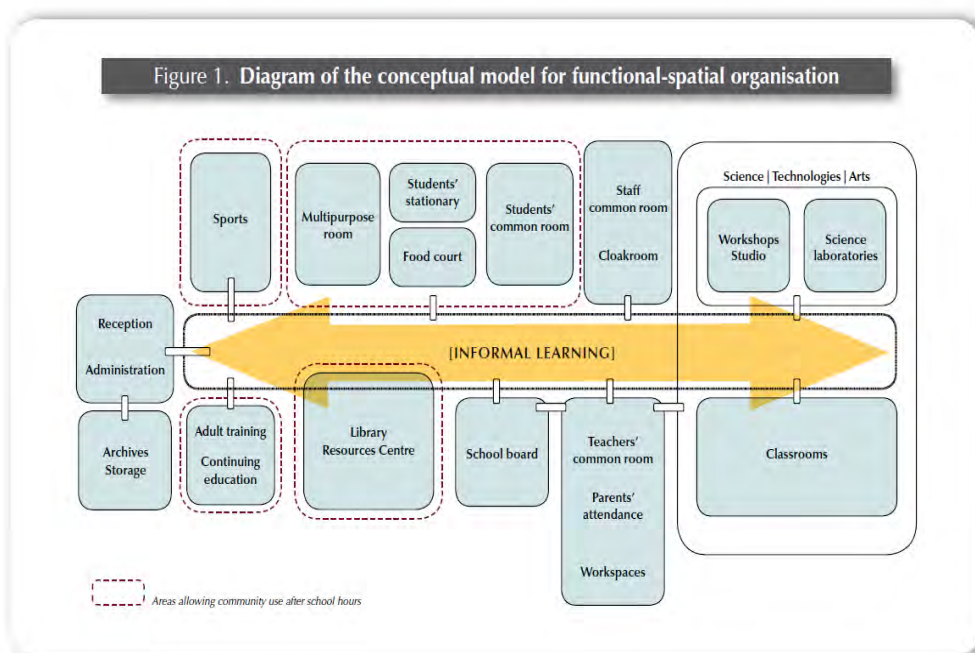 Figure 1. Diagram of the conceptual model for functional-spatial organisation
Sports
Multipurpose
room
Students'
stationary
Food court
Students'
common room
Staff
common room
Cloakroom
Science | Technologies | Arts
Workshops
Studio
Science
laboratories
Reception
Administration
[INFORMAL LEARNING]
Archives
Storage
Adult training
Continuing
education
Library
Resources Centre
School board
Teachers'
common room
Parents'
attendance
Workspaces
Classrooms
Areas allowing community use after school hours